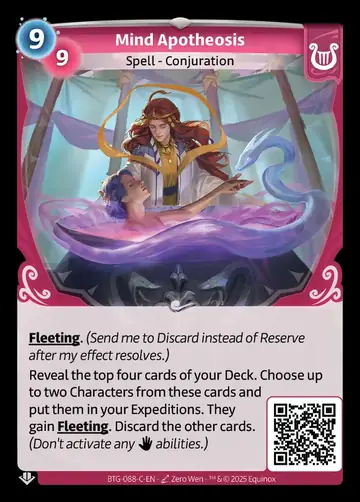 9
9
Mind Apotheosis
Spell - Conjuration
Fleeting. (Send me to Discard instead of Reserve
after my effect resolves.)
Reveal the top four cards of your Deck. Choose up
to two Characters from these cards and
put them in your Expeditions. They
gain Fleeting. Discard the other cards.
(Don't activate any abilities.)
BTG-088-C-EN - Zero Wen - ™ & © 2025 Equinox